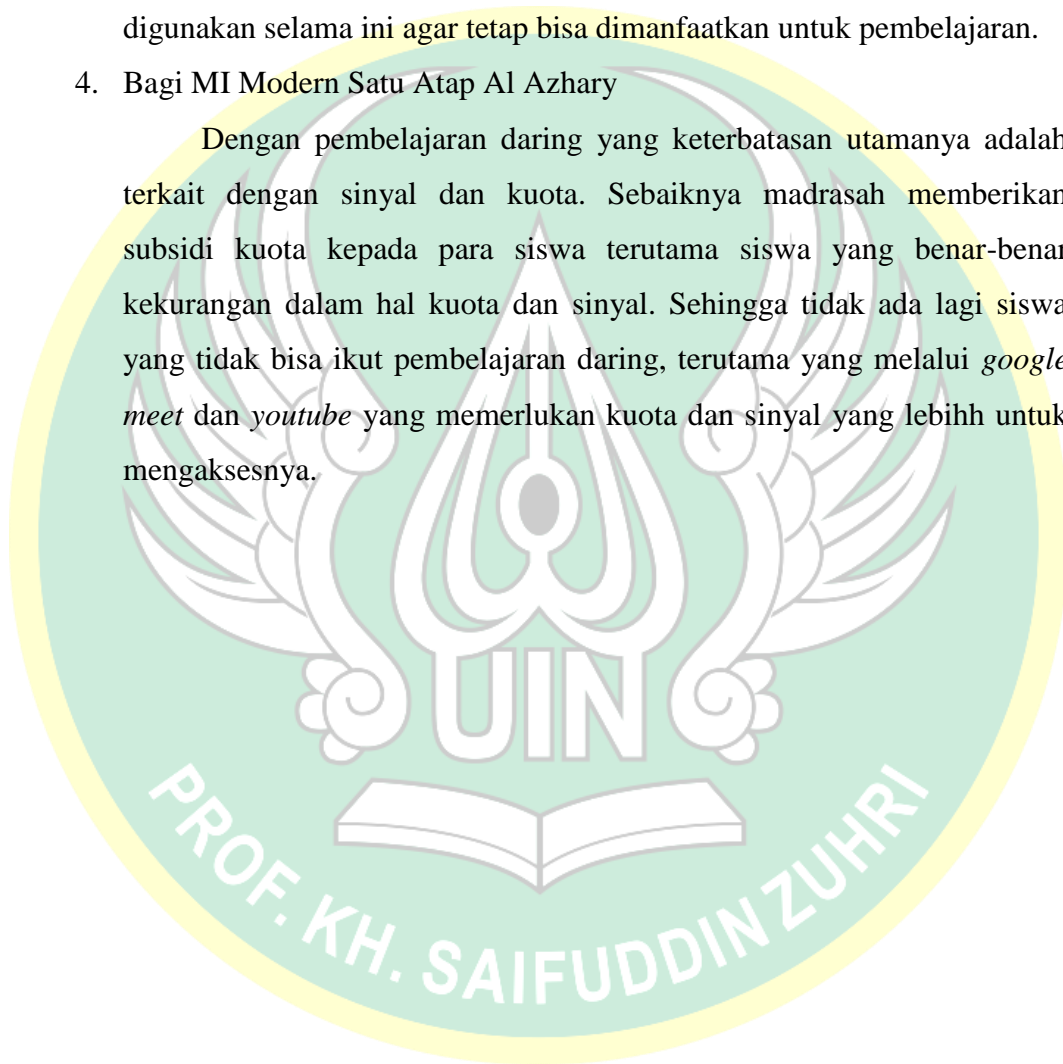 digunakan selama ini agar tetap bisa dimanfaatkan untuk pembelajaran.
4. Bagi MI Modern Satu Atap Al Azhary
Dengan pembelajaran daring yang keterbatasan utamanya adalah
terkait dengan sinyal dan kuota. Sebaiknya madrasah memberikan
subsidi kuota kepada para siswa terutama siswa yang benar-benar
kekurangan dalam hal kuota dan sinyal. Sehingga tidak ada lagi siswa
yang tidak bisa ikut pembelajaran daring, terutama yang melalui google
meet dan youtube yang memerlukan kuota dan sinyal yang lebihh untuk
mengaksesnya.
UIN
PROF. KH. SAIFUDDIN ZUHRI